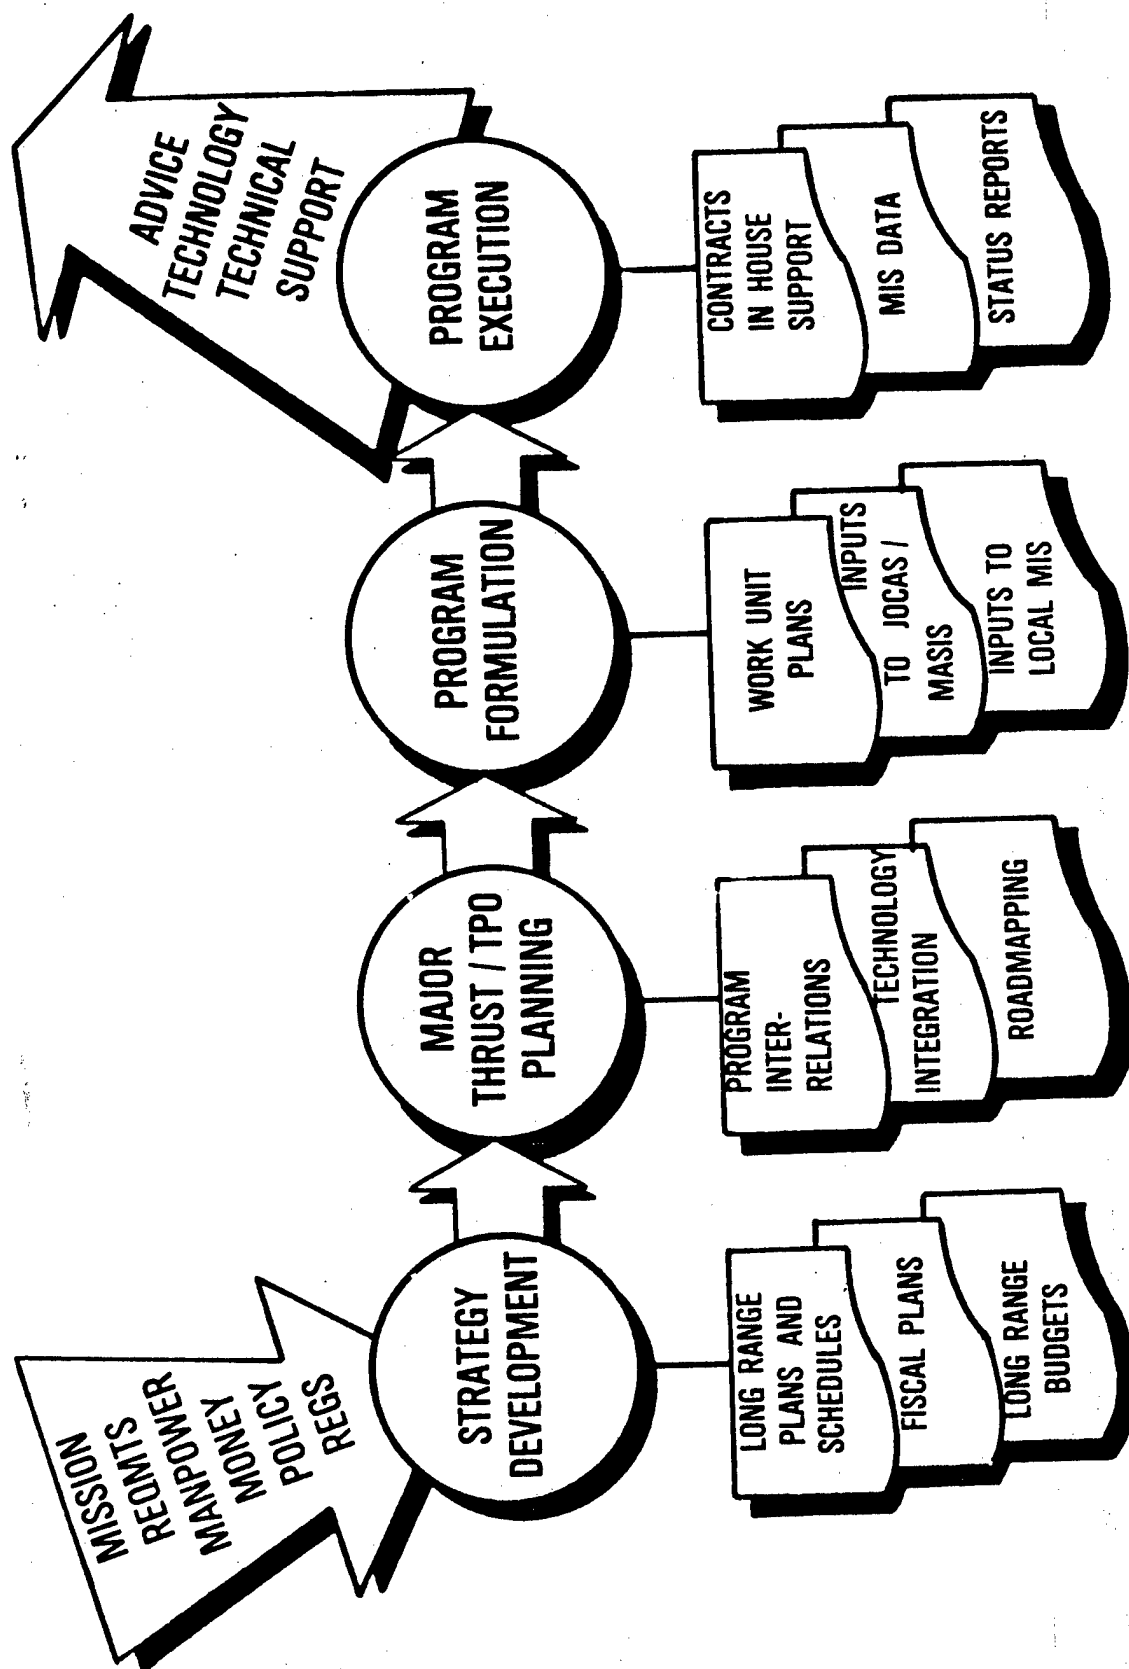 MISSION
REQMTS
MANPOWER
MONEY
POLICY
REGS
STRATEGY
DEVELOPMENT
MAJOR
THRUST / TPO
PLANNING
PROGRAM
FORMULATION
PROGRAM
EXECUTION
ADVICE
TECHNOLOGY
TECHNICAL
SUPPORT
LONG RANGE
PLANS AND
SCHEDULES
FISCAL PLANS
LONG RANGE
BUDGETS
PROGRAM
INTER-
RELATIONS
TECHNOLOGY
INTEGRATION
ROADMAPPING
WORK UNIT
PLANS
INPUTS
TO JOCAS /
MASIS
INPUTS TO
LOCAL MIS
CONTRACTS
IN HOUSE
SUPPORT
MIS DATA
STATUS REPORTS